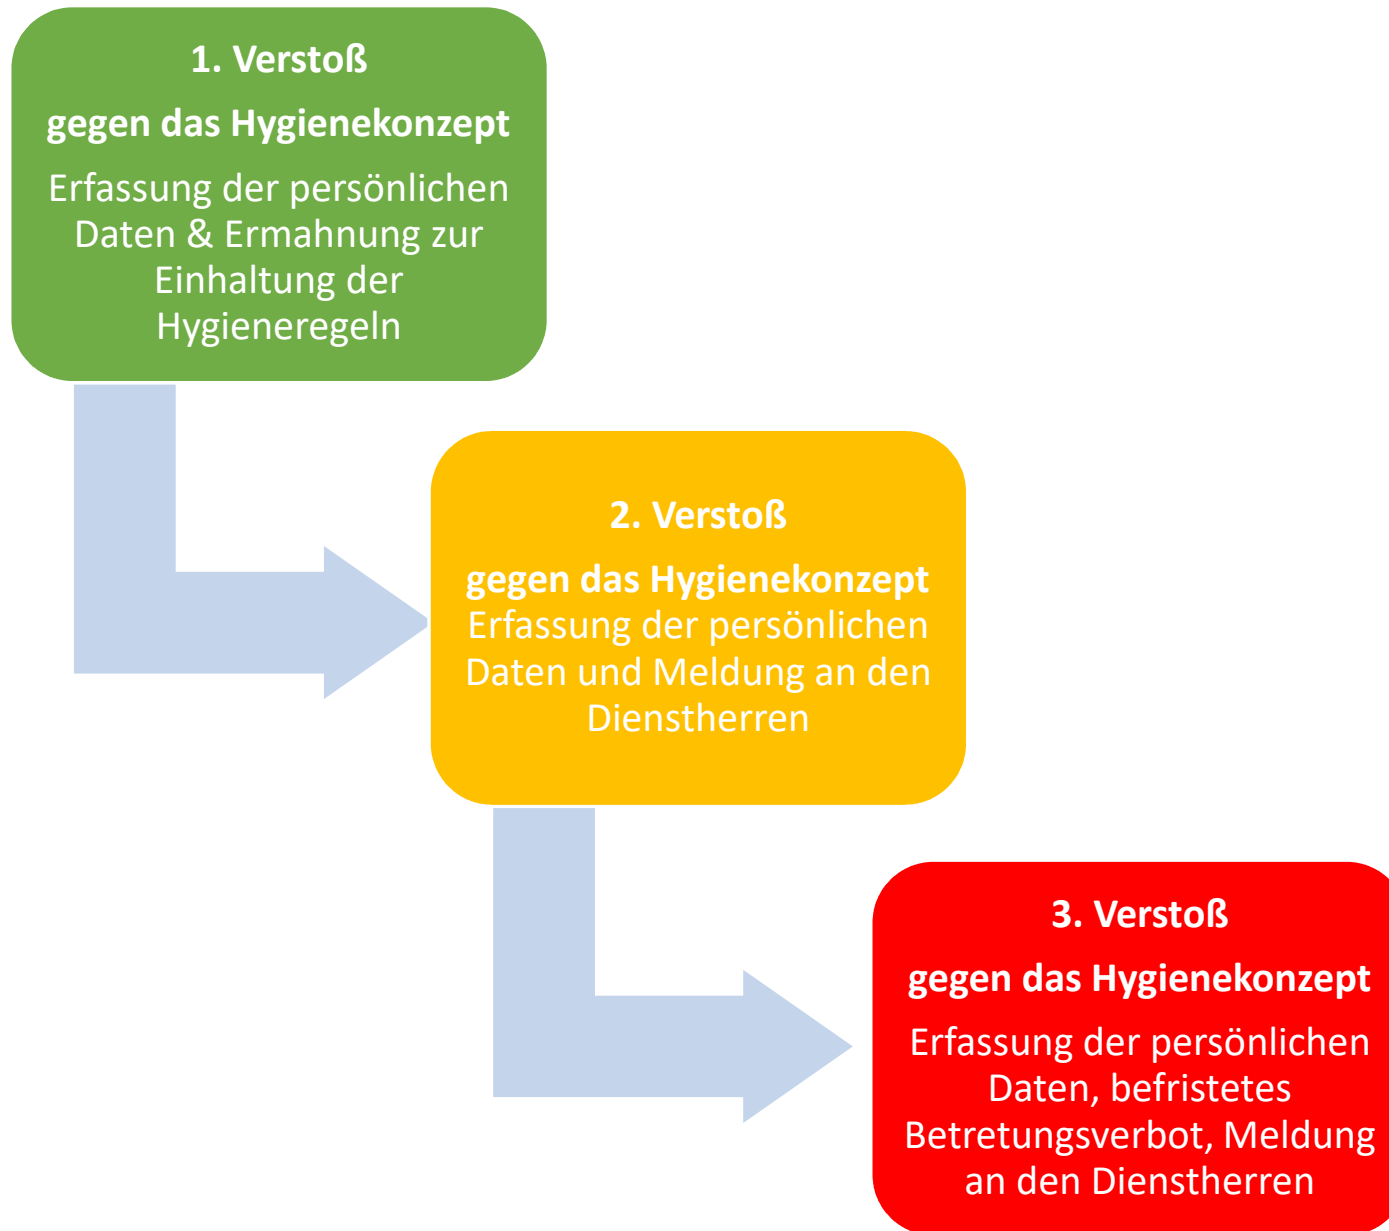 1. Verstoß
gegen das Hygienekonzept
Erfassung der persönlichen
Daten & Ermahnung zur
Einhaltung der
Hygieneregeln
2. Verstoß
gegen das Hygienekonzept
Erfassung der persönlichen
Daten und Meldung an den
Dienstherren
3. Verstoß
gegen das Hygienekonzept
Erfassung der persönlichen
Daten, befristetes
Betretungsverbot, Meldung
an den Dienstherren